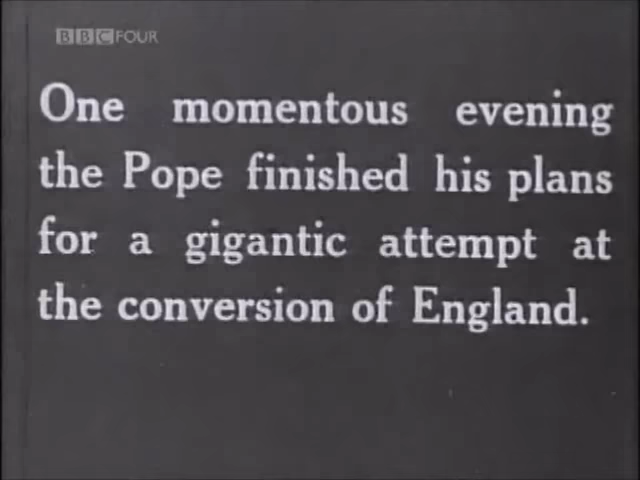 BBC FOUR
One momentous evening
the Pope finished his plans
for a gigantic attempt at
the conversion of England.